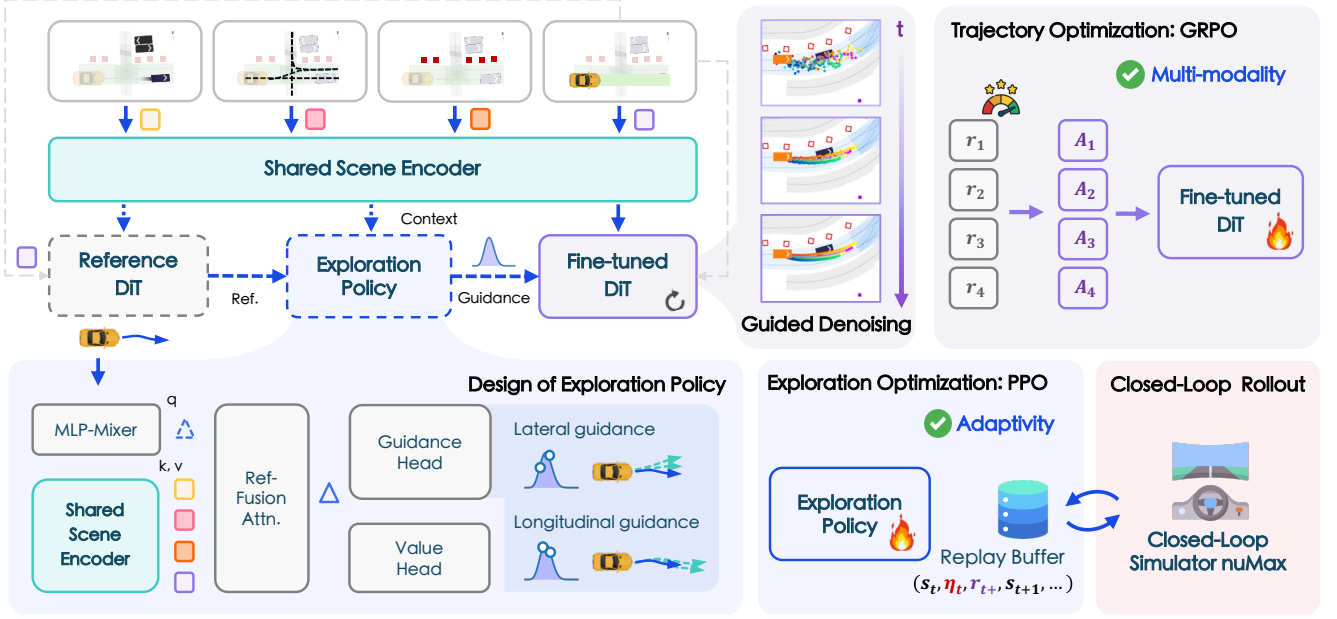 Shared Scene Encoder
Context
Reference
DiT
Ref.
Exploration
Policy
Guidance
Fine-tuned
DiT
t
Guided Denoising
Trajectory Optimization: GRPO
Multi-modality
r1
r2
r3
r4
A1
A2
A3
A4
Fine-tuned
DiT
Design of Exploration Policy
MLP-Mixer
q
k, v
Shared
Scene
Encoder
Ref-
Fusion
Attn.
Guidance
Head
Value
Head
Lateral guidance
Longitudinal guidance
Exploration Optimization: PPO
Adaptivity
Exploration
Policy
Replay Buffer
(st, ηt, rt+, st+1, ...)
Closed-Loop Rollout
Closed-Loop
Simulator nuMax